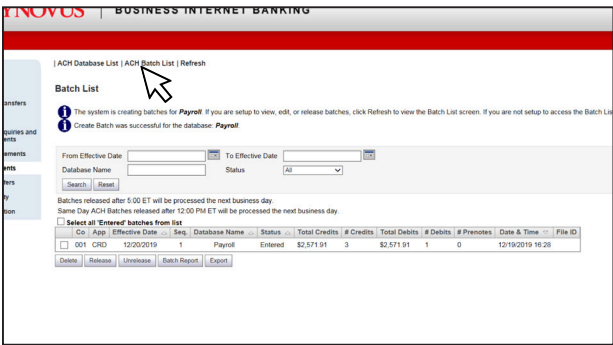 YNOVUS | BUSINESS INTERNET BANKING
| ACH Database List | ACH Batch List | Refresh
Batch List
ansfers
quiries and
ents
ements
ents
fers
ty
tion
The system is creating batches for Payroll. If you are setup to view, edit, or release batches, click Refresh to view the Batch List screen. If you are not setup to access the Batch Lis
Create Batch was successful for the database: Payroll.
From Effective Date To Effective Date
Database Name Status All
Search Reset
Batches released after 5:00 ET will be processed the next business day.
Same Day ACH Batches released after 12:00 PM ET will be processed the next business day.
Select all 'Entered' batches from list
Co App Effective Date Seq. Database Name Status Total Credits # Credits Total Debits # Debits # Prenotes Date & Time File ID
001 CRD 12/20/2019 1 Payroll Entered $2,571.91 3 $2,571.91 1 0 12/19/2019 16:28
Delete Release Unrelease Batch Report Export